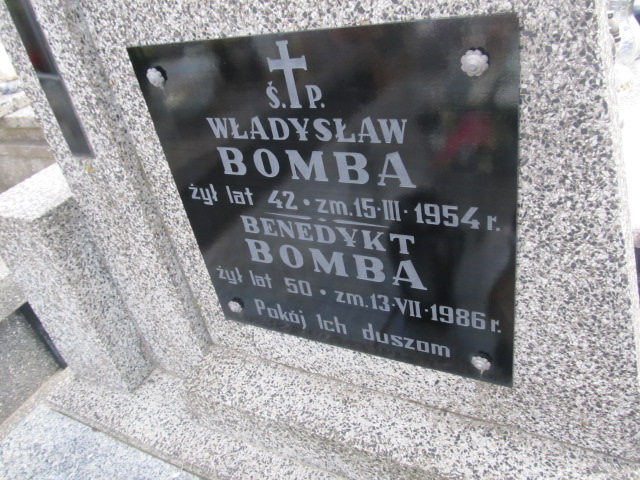 Ś. P.
WŁADYSŁAW
BOMBA
żył lat 42 • zm. 15·III·1954 r.
BENEDYKT
BOMBA
żył lat 50 • zm. 13·VII·1986 r.
Pokój Ich duszom